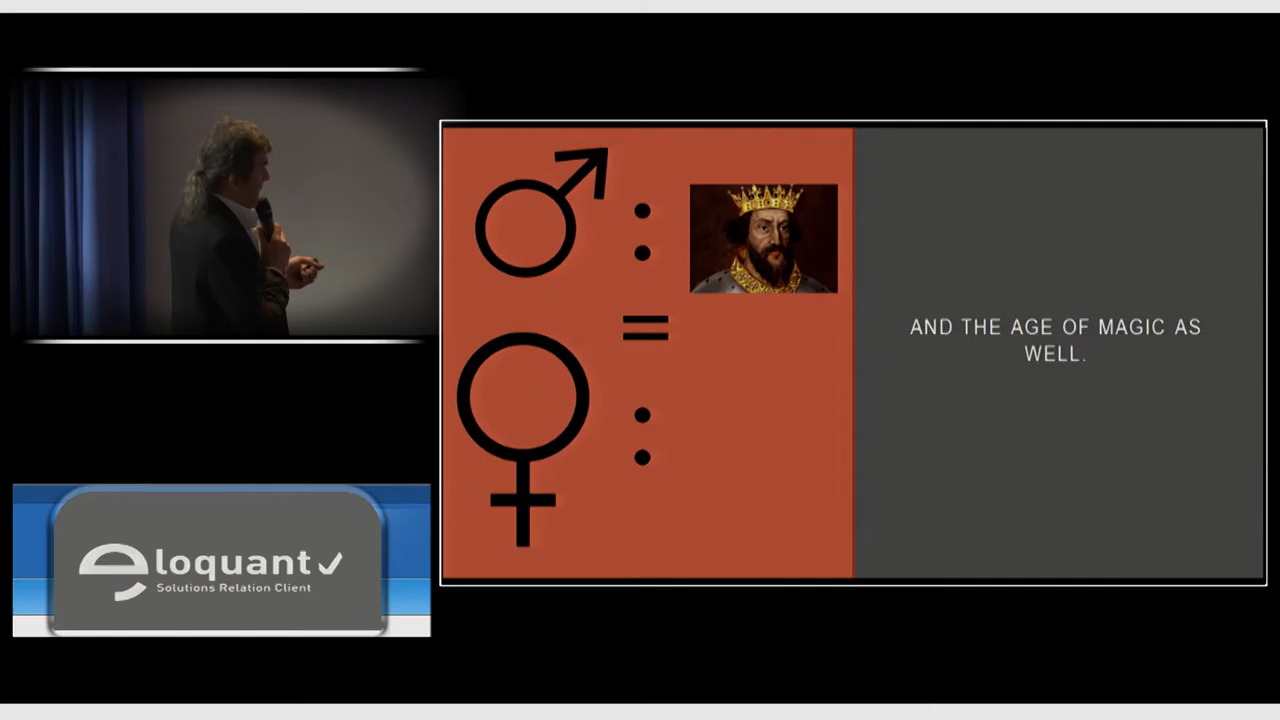 AND THE AGE OF MAGIC AS
WELL.
eloquant
Solutions Relation Client